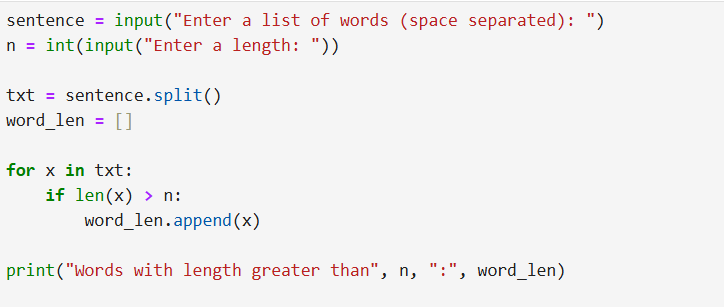 sentence = input("Enter a list of words (space separated): ")
n = int(input("Enter a length: "))
txt = sentence.split()
word_len = []
for x in txt:
    if len(x) > n:
        word_len.append(x)
print("Words with length greater than", n, ":", word_len)